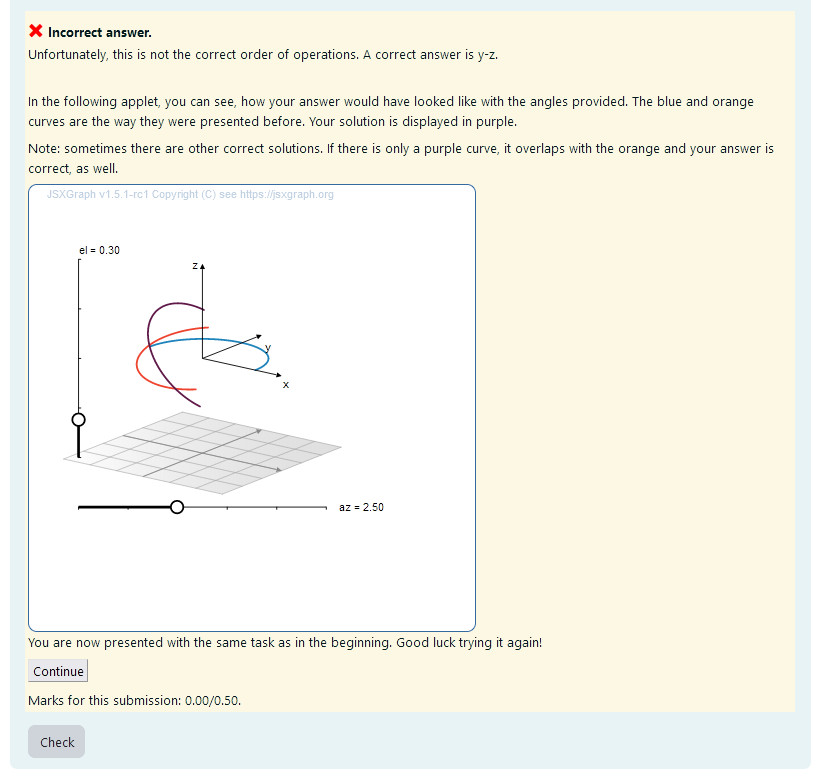 Incorrect answer.
Unfortunately, this is not the correct order of operations. A correct answer is y-z.
In the following applet, you can see, how your answer would have looked like with the angles provided. The blue and orange
curves are the way they were presented before. Your solution is displayed in purple.
Note: sometimes there are other correct solutions. If there is only a purple curve, it overlaps with the orange and your answer is
correct, as well.
JSXGraph v1.5.1-rc1 Copyright (C) see https://jsxgraph.org
el = 0.30
z
y
x
az = 2.50
You are now presented with the same task as in the beginning. Good luck trying it again!
Continue
Marks for this submission: 0.00/0.50.
Check